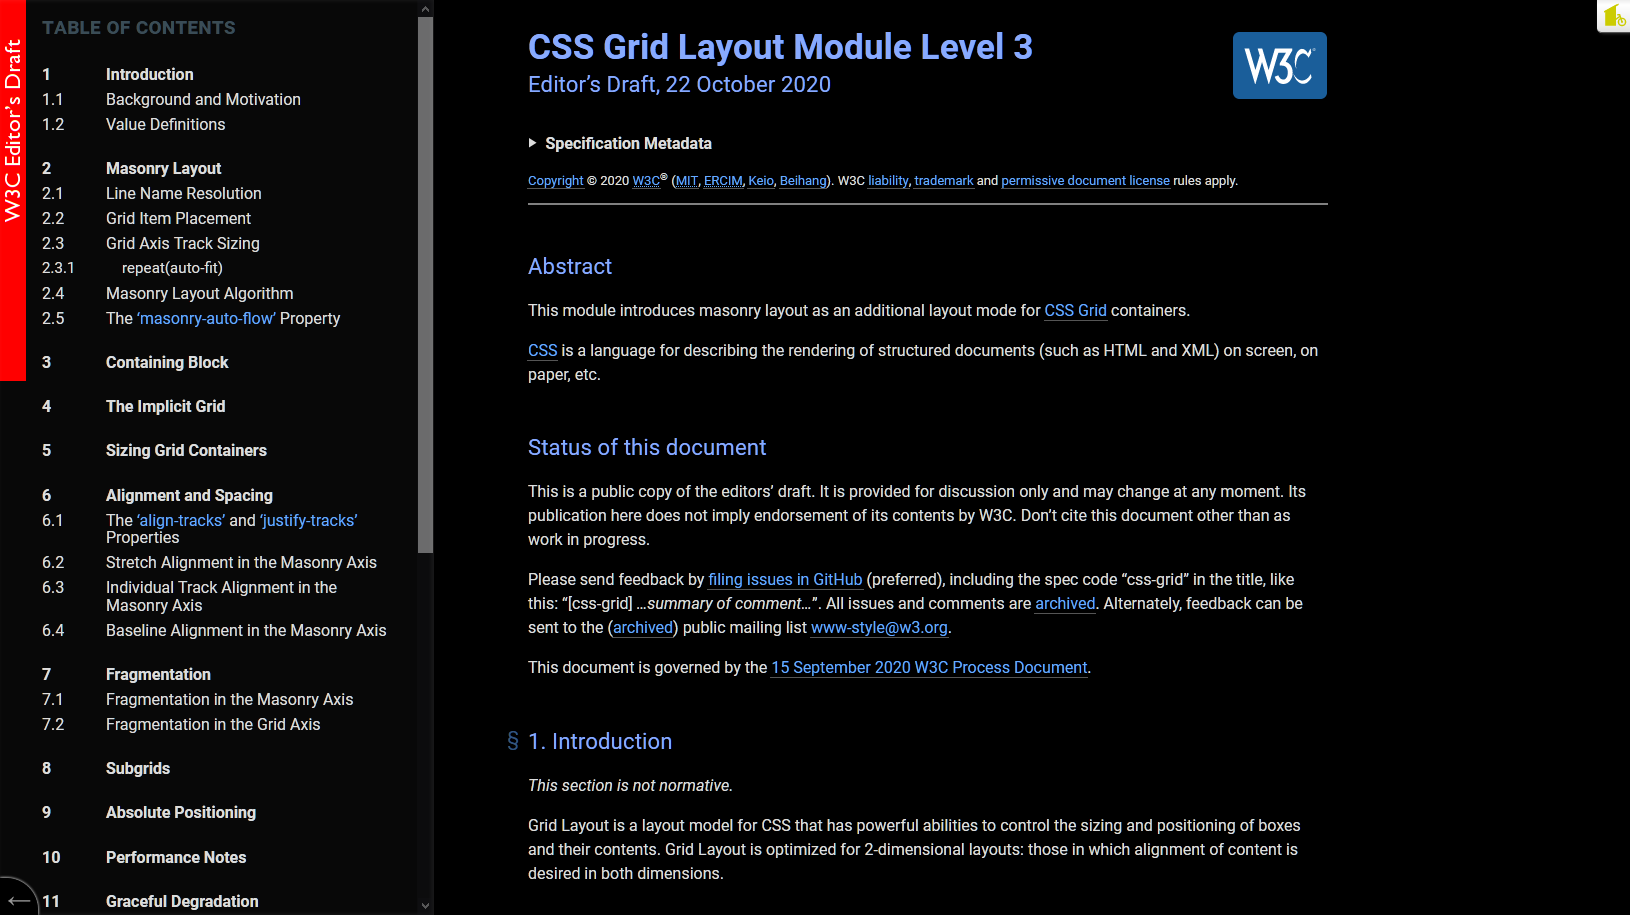 W3C Editor's Draft
TABLE OF CONTENTS
1 Introduction
1.1 Background and Motivation
1.2 Value Definitions
2 Masonry Layout
2.1 Line Name Resolution
2.2 Grid Item Placement
2.3 Grid Axis Track Sizing
2.3.1 repeat(auto-fit)
2.4 Masonry Layout Algorithm
2.5 The ‘masonry-auto-flow’ Property
3 Containing Block
4 The Implicit Grid
5 Sizing Grid Containers
6 Alignment and Spacing
6.1 The ‘align-tracks’ and ‘justify-tracks’
Properties
6.2 Stretch Alignment in the Masonry Axis
6.3 Individual Track Alignment in the
Masonry Axis
6.4 Baseline Alignment in the Masonry Axis
7 Fragmentation
7.1 Fragmentation in the Masonry Axis
7.2 Fragmentation in the Grid Axis
8 Subgrids
9 Absolute Positioning
10 Performance Notes
11 Graceful Degradation
←
CSS Grid Layout Module Level 3
Editor’s Draft, 22 October 2020
W3C
▶ Specification Metadata
Copyright © 2020 W3C® (MIT, ERCIM, Keio, Beihang). W3C liability, trademark and permissive document license rules apply.
Abstract
This module introduces masonry layout as an additional layout mode for CSS Grid containers.
CSS is a language for describing the rendering of structured documents (such as HTML and XML) on screen, on
paper, etc.
Status of this document
This is a public copy of the editors’ draft. It is provided for discussion only and may change at any moment. Its
publication here does not imply endorsement of its contents by W3C. Don’t cite this document other than as
work in progress.
Please send feedback by filing issues in GitHub (preferred), including the spec code “css-grid” in the title, like
this: “[css-grid] …summary of comment…”. All issues and comments are archived. Alternately, feedback can be
sent to the (archived) public mailing list www-style@w3.org.
This document is governed by the 15 September 2020 W3C Process Document.
§ 1. Introduction
This section is not normative.
Grid Layout is a layout model for CSS that has powerful abilities to control the sizing and positioning of boxes
and their contents. Grid Layout is optimized for 2-dimensional layouts: those in which alignment of content is
desired in both dimensions.